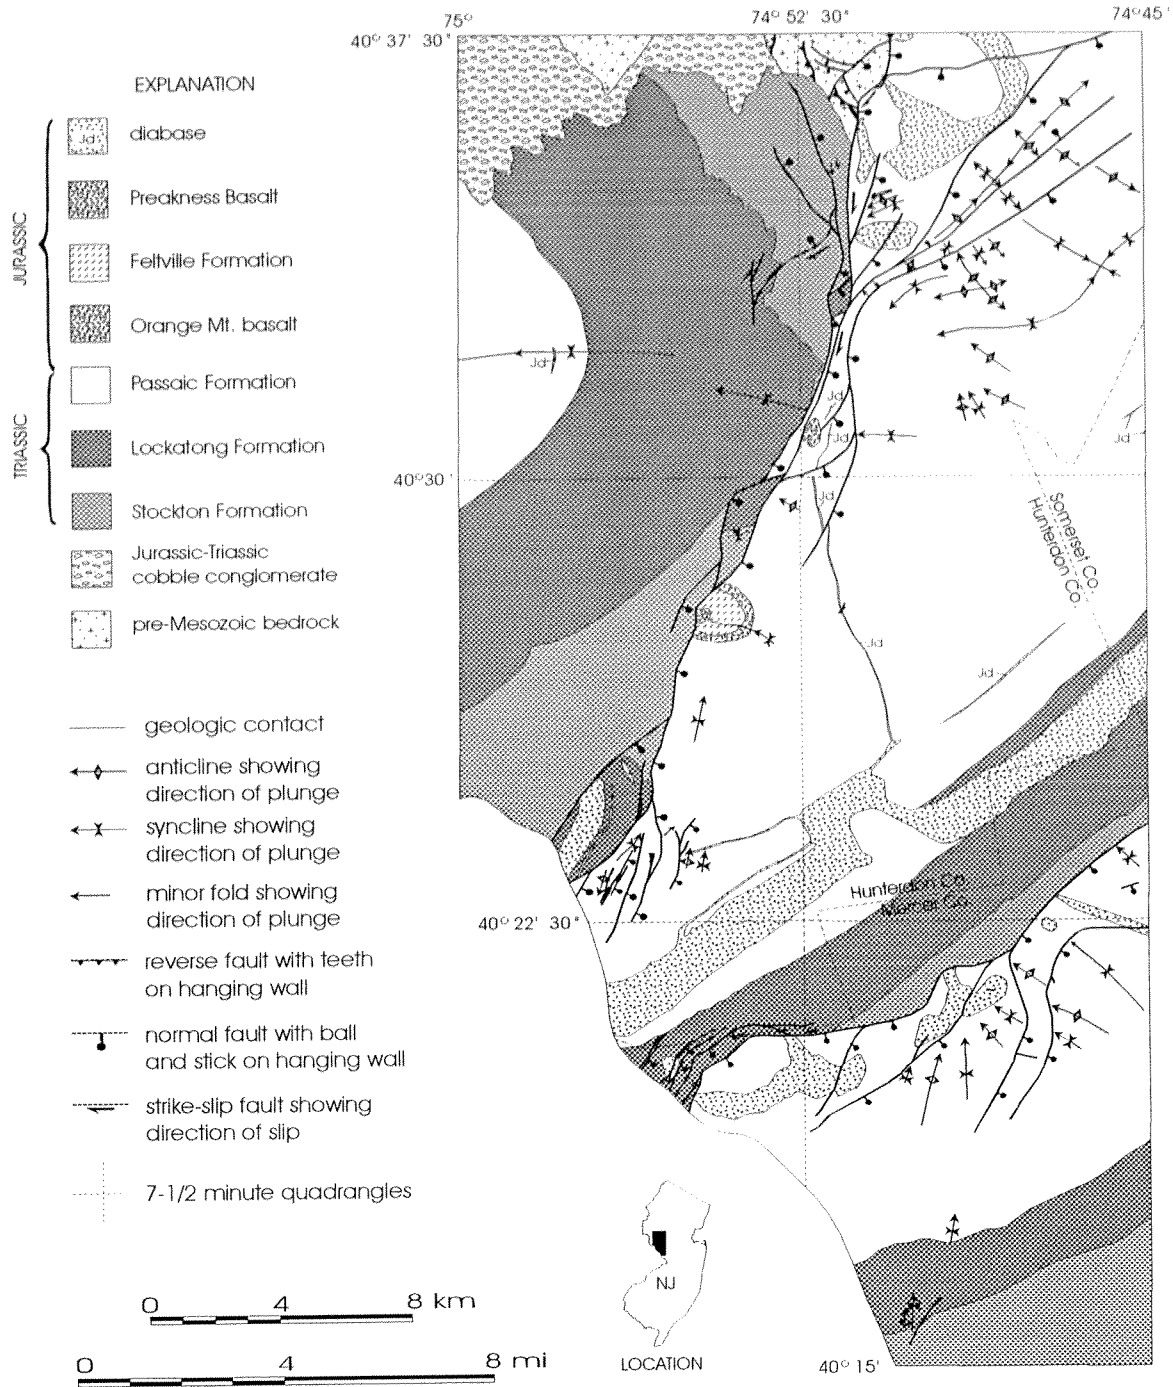 75°
74° 52' 30"
74° 45'
40° 37' 30"
EXPLANATION
JURASSIC
Jd
diabase
Preakness Basalt
Feltville Formation
Orange Mt. basalt
TRIASSIC
Passaic Formation
Lockatong Formation
Stockton Formation
Jurassic-Triassic
cobble conglomerate
pre-Mesozoic bedrock
Jd
Jd
Jd
Jd
Jd
40° 30'
Somerset Co.
Hunterdon Co.
Jd
Jd
geologic contact
anticline showing
direction of plunge
syncline showing
direction of plunge
minor fold showing
direction of plunge
Hunterdon Co.
Mercer Co.
40° 22' 30"
reverse fault with teeth
on hanging wall
normal fault with ball
and stick on hanging wall
strike-slip fault showing
direction of slip
7-1/2 minute quadrangles
NJ
LOCATION
40° 15'
0 4 8 km
0 4 8 mi